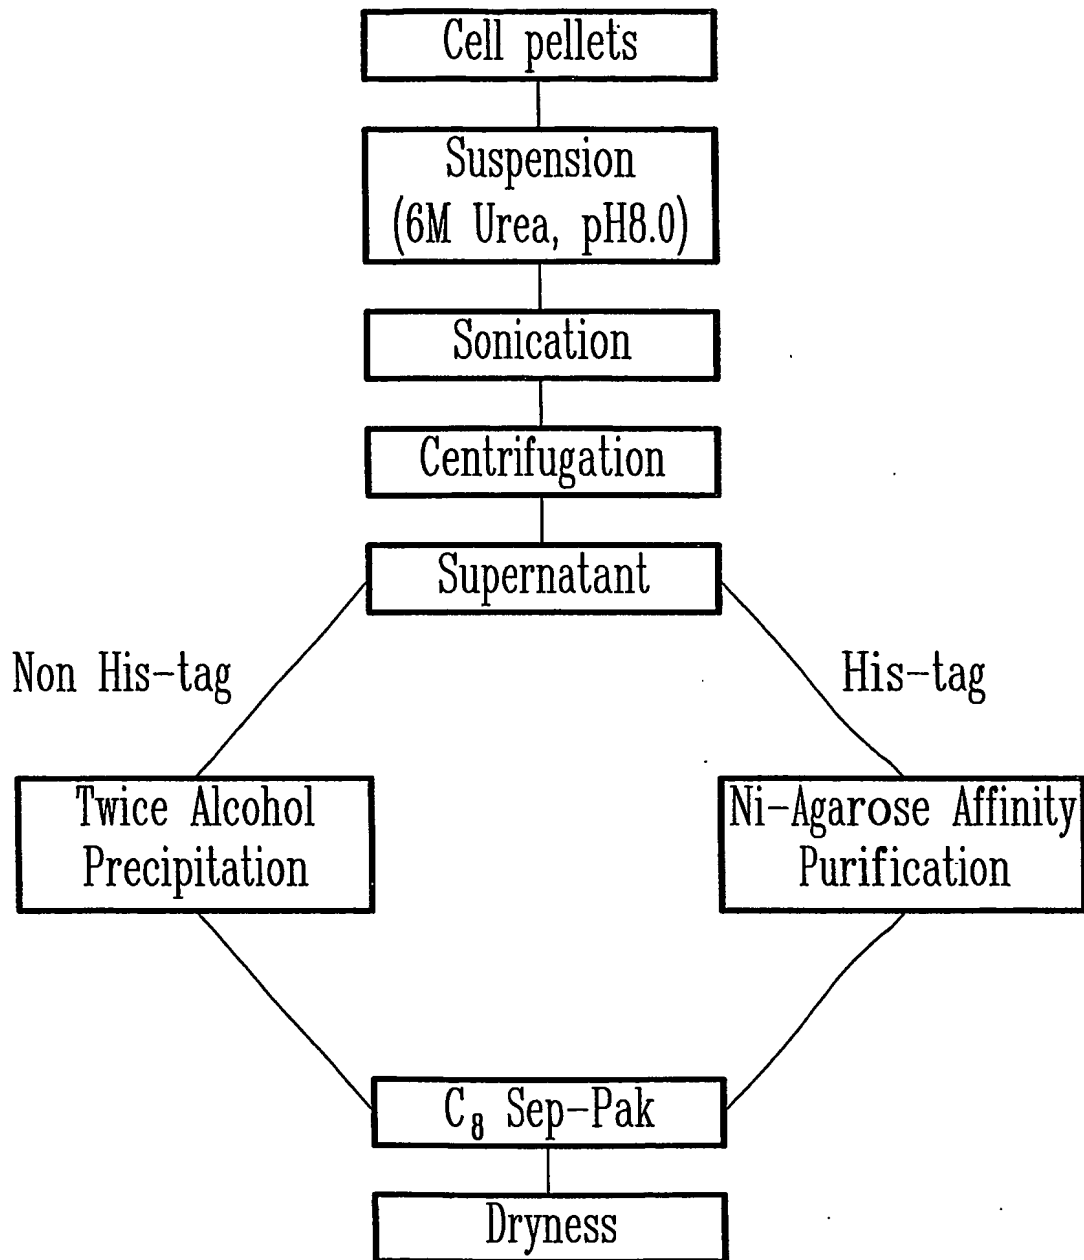 Cell pellets
Suspension
(6M Urea, pH8.0)
Sonication
Centrifugation
Supernatant
Non His-tag
His-tag
Twice Alcohol
Precipitation
Ni-Agarose Affinity
Purification
C₈ Sep-Pak
Dryness